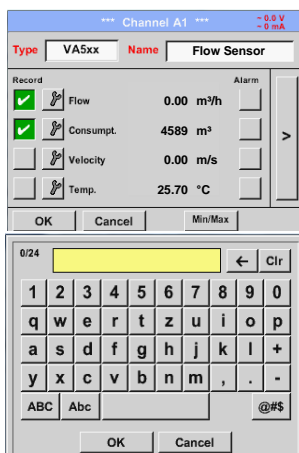 *** Channel A1 ***
~ 0.0 V
~ 0 mA
Type VA5xx Name Flow Sensor
Record Alarm
Flow 0.00 m³/h
Consumpt. 4589 m³
Velocity 0.00 m/s
Temp. 25.70 °C
>
OK Cancel Min/Max
0/24
← Clr
1 2 3 4 5 6 7 8 9 0
q w e r t z u i o p
a s d f g h j k l +
y x c v b n m , . -
ABC Abc @#$
OK Cancel